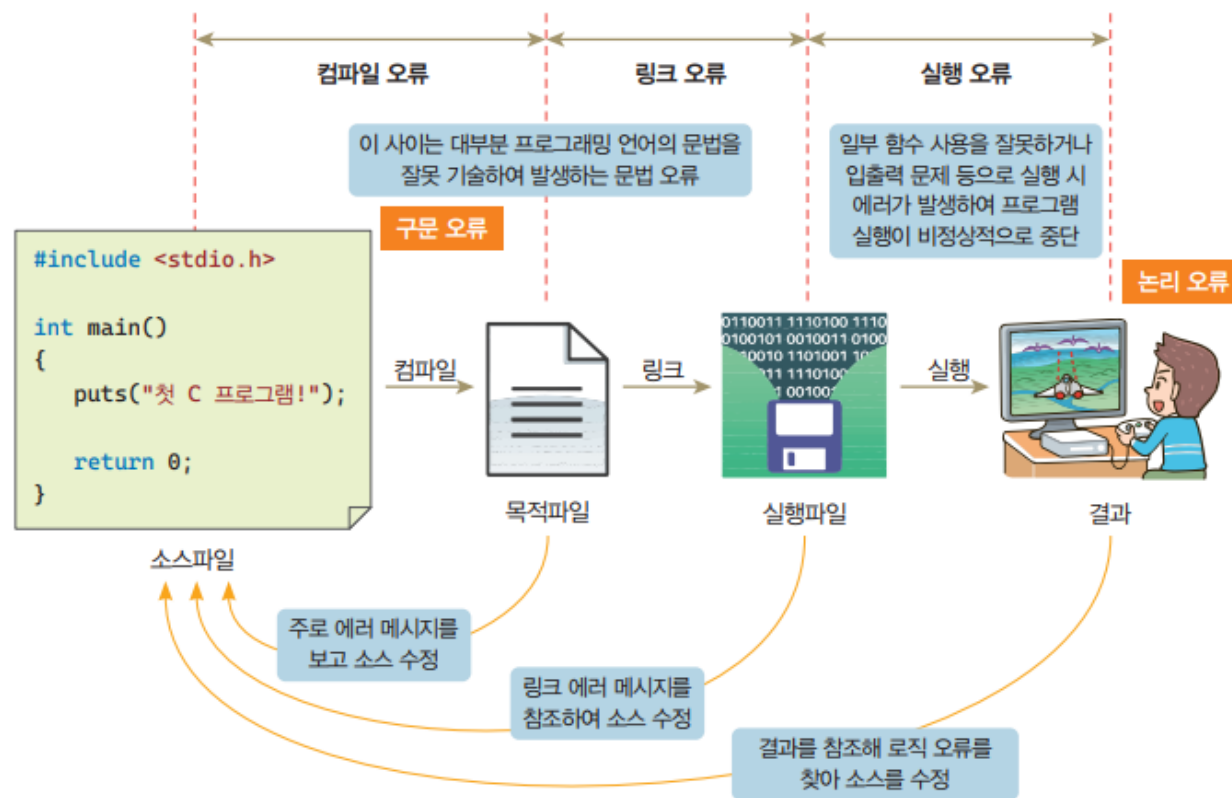 컴파일 오류
링크 오류
실행 오류
이 사이는 대부분 프로그래밍 언어의 문법을
잘못 기술하여 발생하는 문법 오류
일부 함수 사용을 잘못하거나
입출력 문제 등으로 실행 시
에러가 발생하여 프로그램
실행이 비정상적으로 중단
구문 오류
논리 오류
#include <stdio.h>
int main()
{
puts("첫 C 프로그램!");
return 0;
}
컴파일
링크
0110011 1110100 1110
0100101 0010011 0100
실행
소스파일
목적파일
실행파일
결과
주로 에러 메시지를
보고 소스 수정
링크 에러 메시지를
참조하여 소스 수정
결과를 참조해 로직 오류를
찾아 소스를 수정